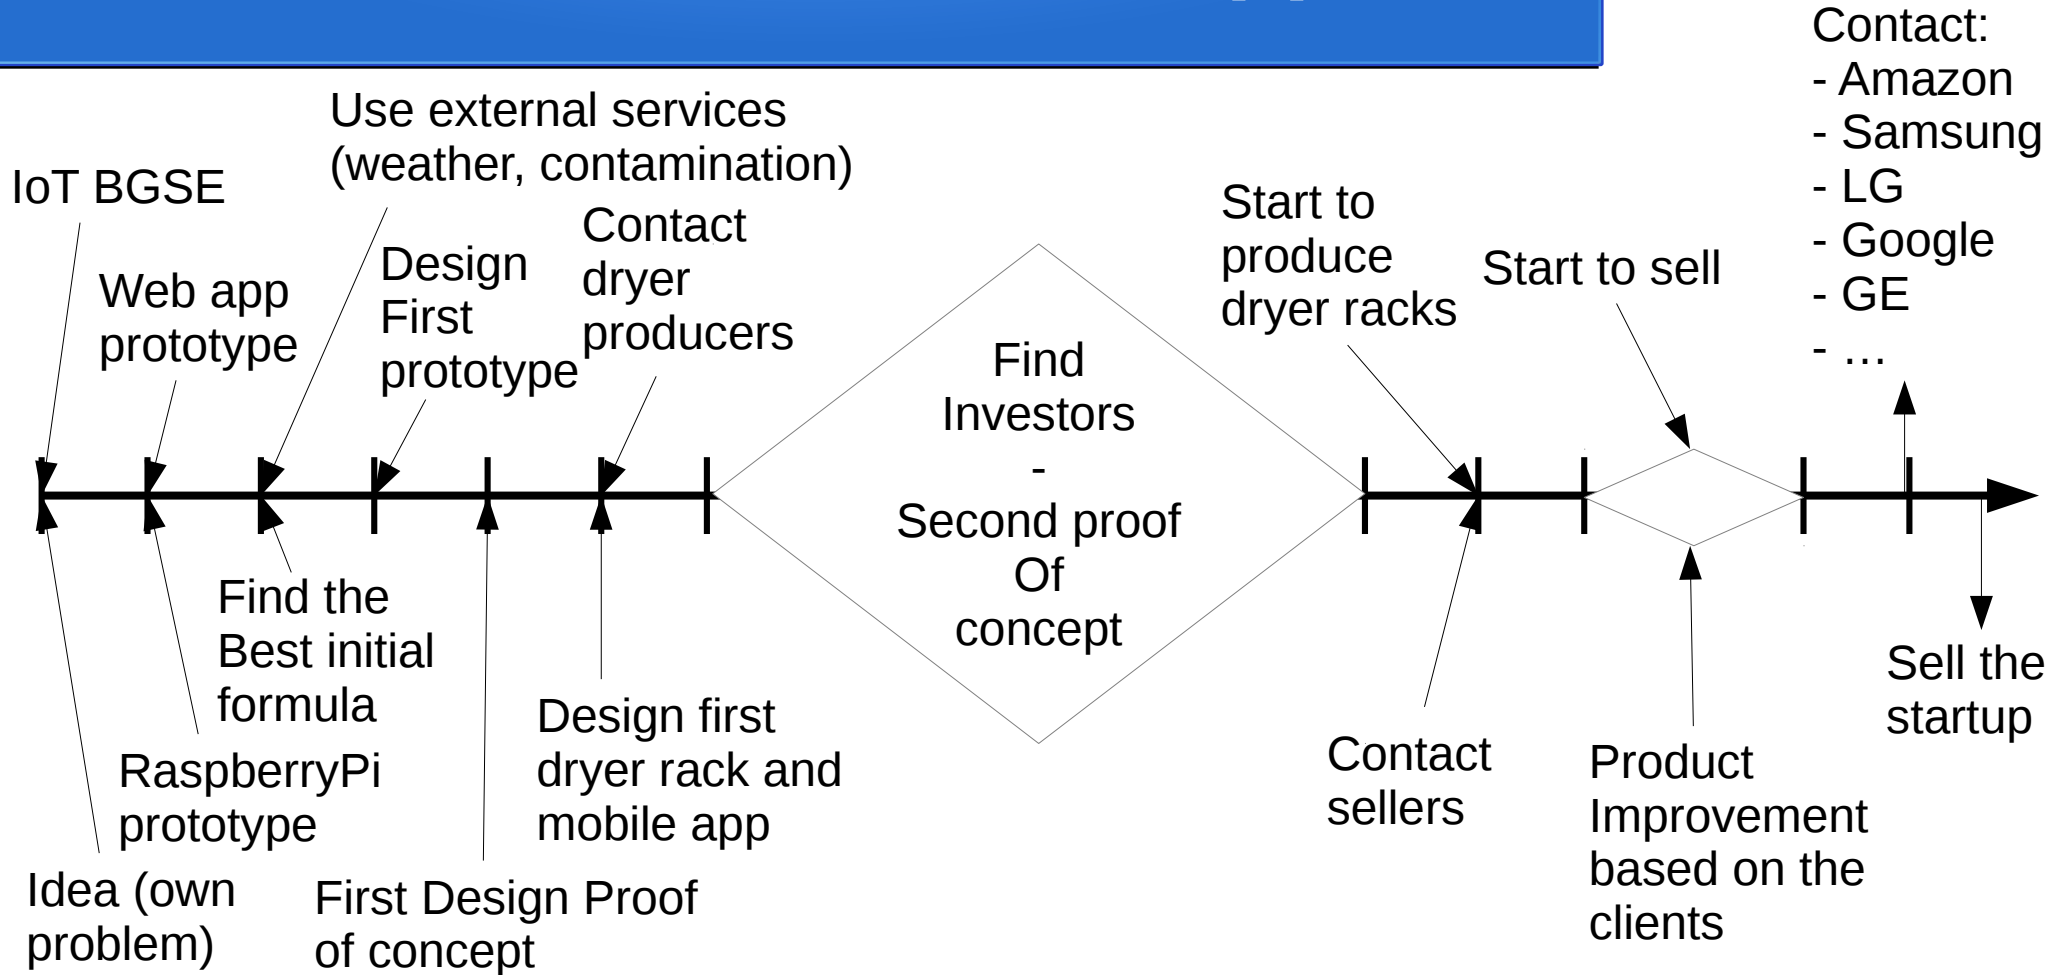 Contact:
- Amazon
- Samsung
- LG
- Google
- GE
- ...
Use external services
(weather, contamination)
IoT BGSE
Web app
prototype
Design
First
prototype
Contact
dryer
producers
Find
Investors
-
Second proof
Of
concept
Start to
produce
dryer racks
Start to sell
Find the
Best initial
formula
RaspberryPi
prototype
Idea (own
problem)
First Design Proof
of concept
Design first
dryer rack and
mobile app
Contact
sellers
Product
Improvement
based on the
clients
Sell the
startup